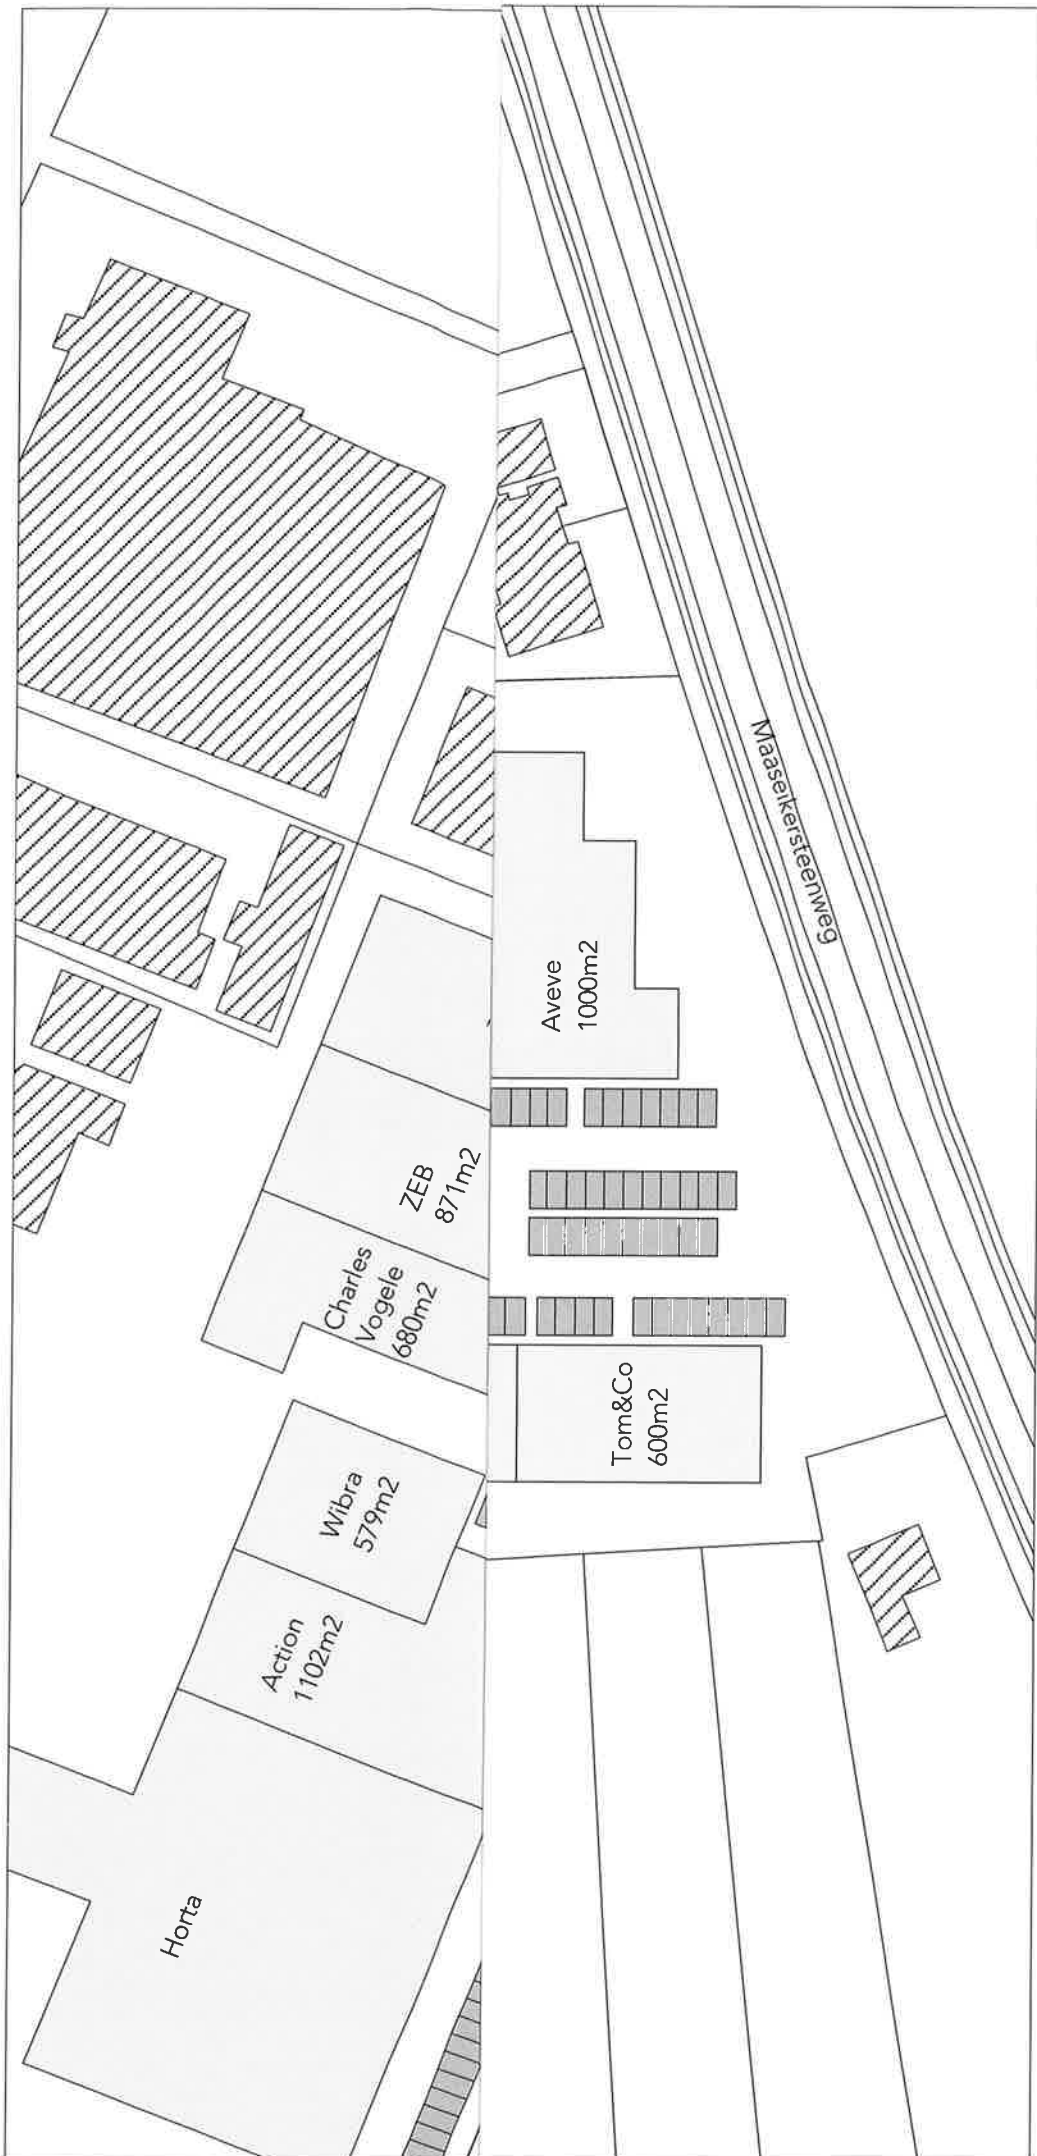 Maaseikersteenweg
Aveve
1000m2
ZEB
871m2
Charles
Vogele
680m2
Tom&Co
600m2
Wibra
579m2
Action
1102m2
Horta